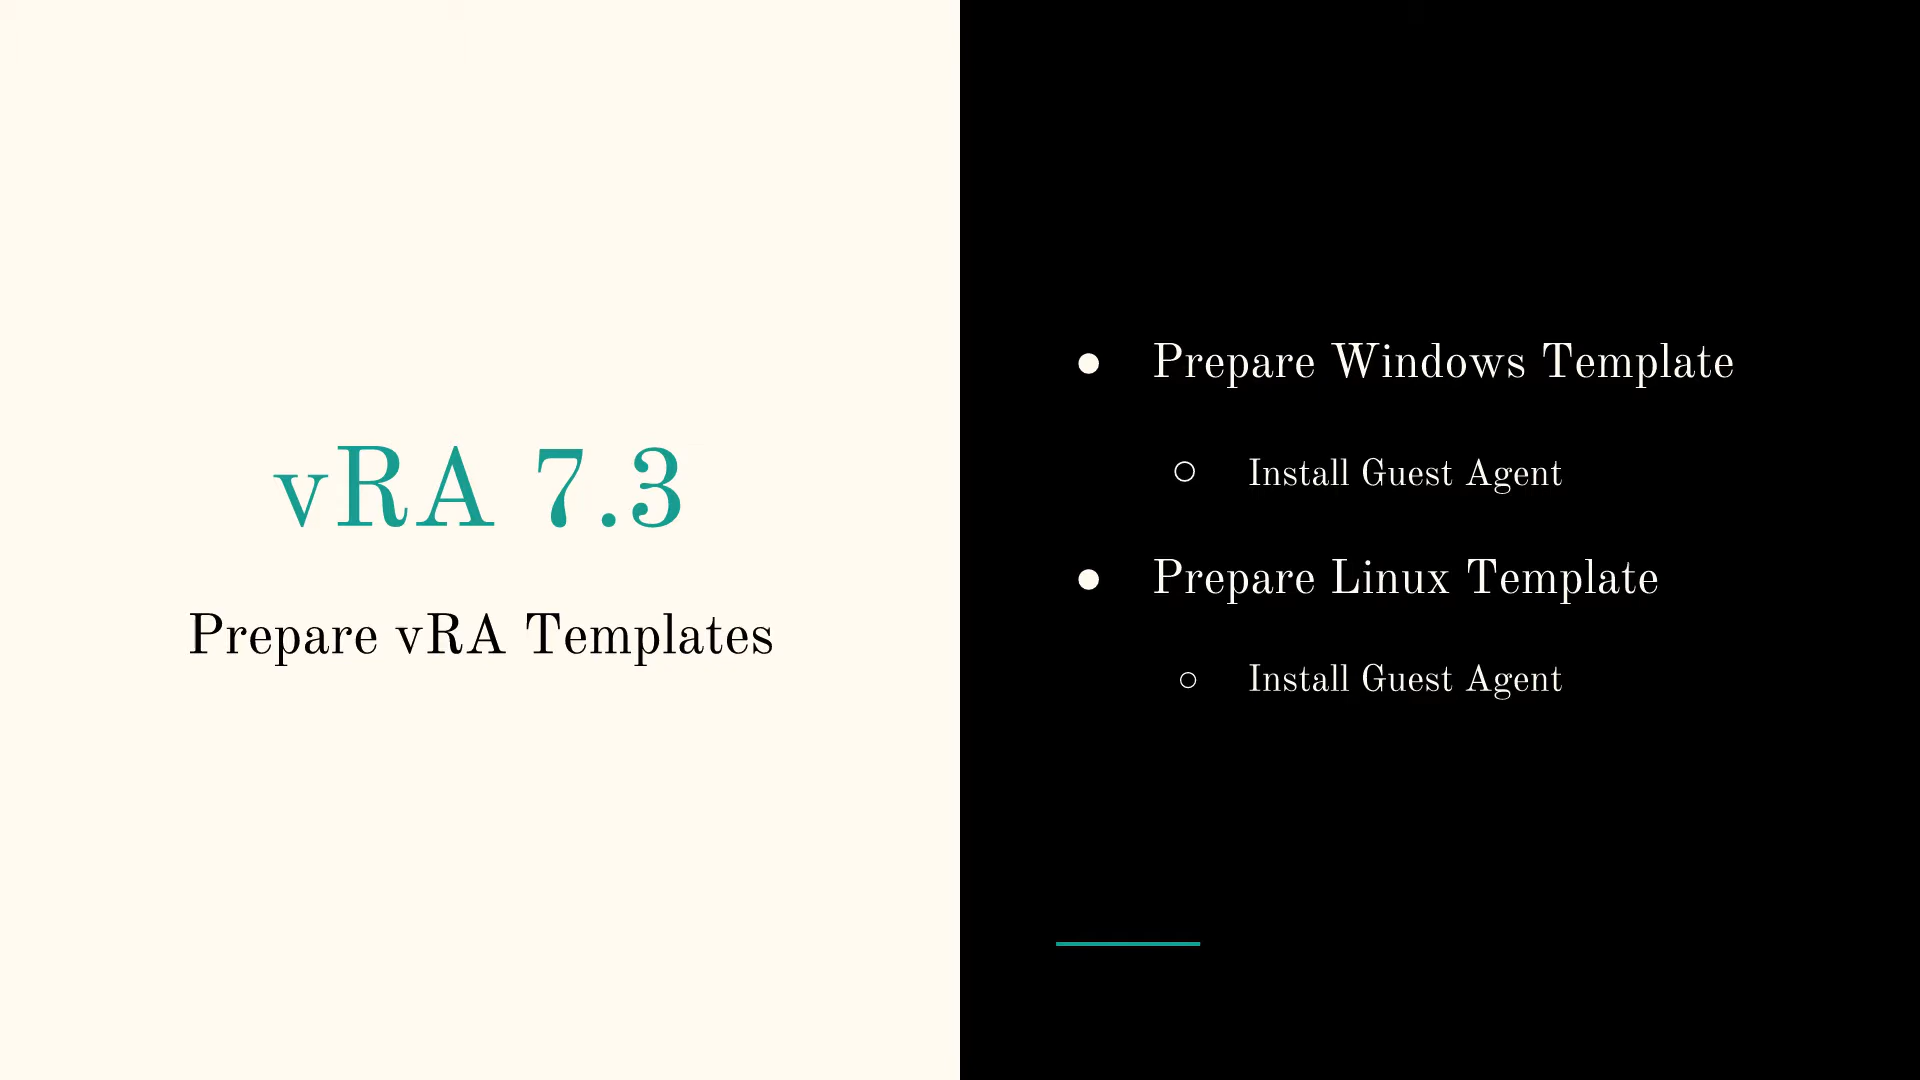 vRA 7.3
Prepare vRA Templates
● Prepare Windows Template
○ Install Guest Agent
● Prepare Linux Template
○ Install Guest Agent